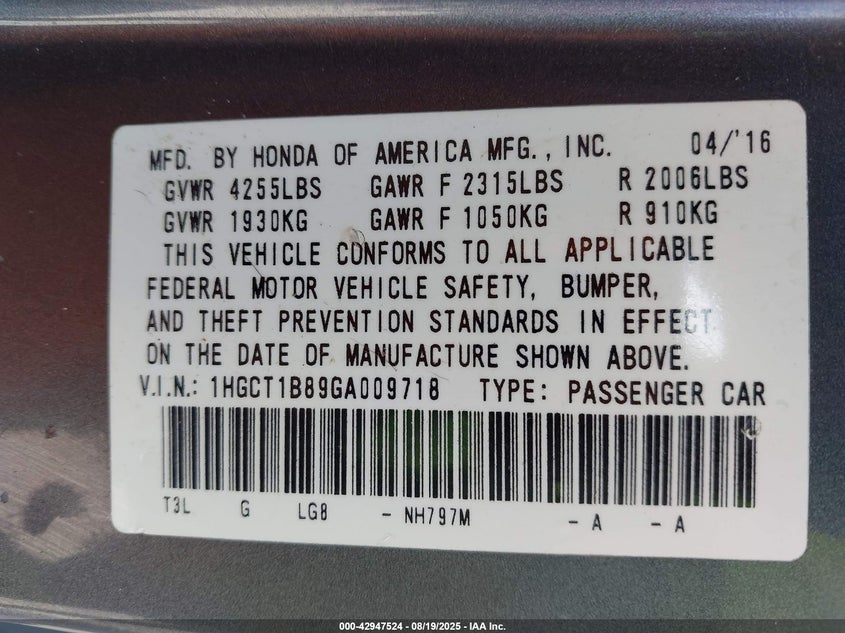 MFD. BY HONDA OF AMERICA MFG., INC. 04/'16
GVWR 4255LBS GAWR F 2315LBS R 2006LBS
GVWR 1930KG GAWR F 1050KG R 910KG
THIS VEHICLE CONFORMS TO ALL APPLICABLE
FEDERAL MOTOR VEHICLE SAFETY, BUMPER,
AND THEFT PREVENTION STANDARDS IN EFFECT
ON THE DATE OF MANUFACTURE SHOWN ABOVE.
V.I.N.: 1HGCT1B89GA009718 TYPE: PASSENGER CAR
T3L G LG8 - NH797M - A - A
000-42947524 - 08/19/2025 - IAA Inc.